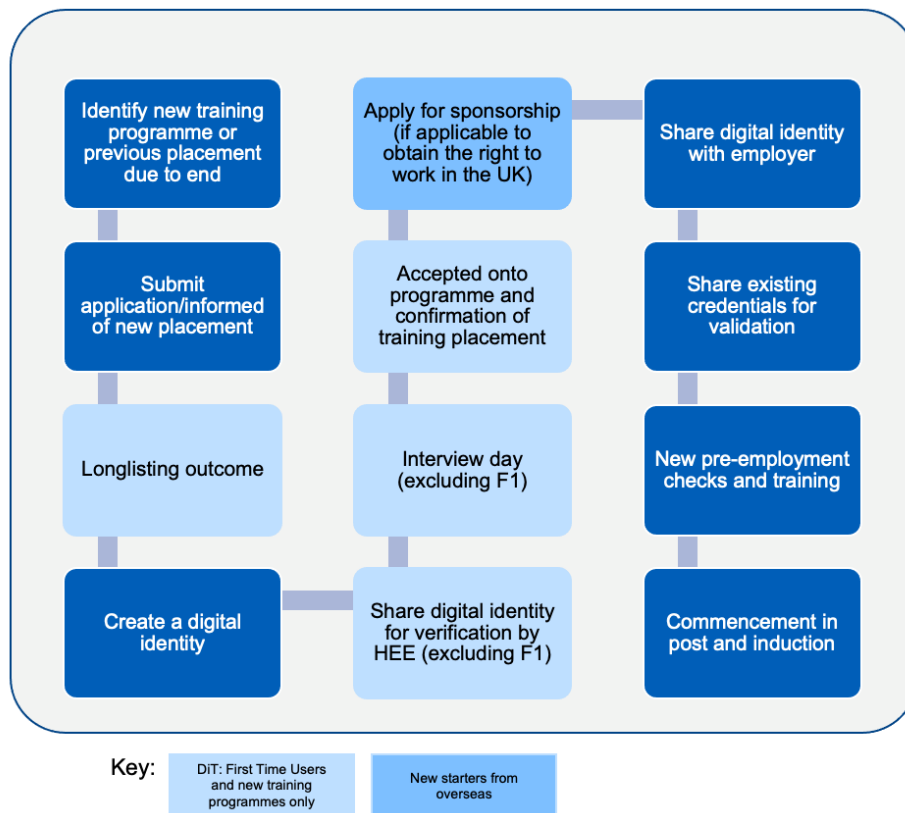 Identify new training
programme or
previous placement
due to end
Submit
application/informed
of new placement
Longlisting outcome
Create a digital
identity
Share digital identity
for verification by
HEE (excluding F1)
Interview day
(excluding F1)
Accepted onto
programme and
confirmation of
training placement
Apply for sponsorship
(if applicable to
obtain the right to
work in the UK)
Share digital identity
with employer
Share existing
credentials for
validation
New pre-employment
checks and training
Commencement in
post and induction
Key:
DiT: First Time Users
and new training
programmes only
New starters from
overseas